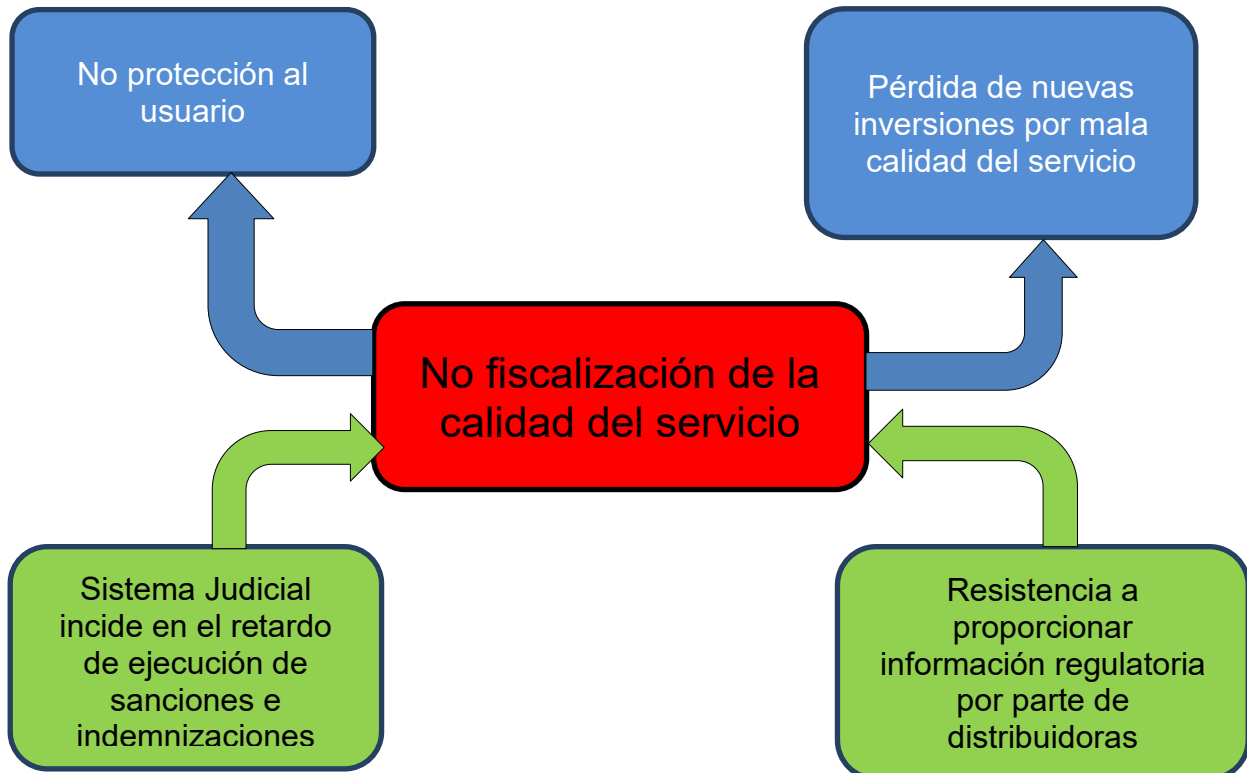 No protección al
usuario
Pérdida de nuevas
inversiones por mala
calidad del servicio
No fiscalización de la
calidad del servicio
Sistema Judicial
incide en el retardo
de ejecución de
sanciones e
indemnizaciones
Resistencia a
proporcionar
información regulatoria
por parte de
distribuidoras